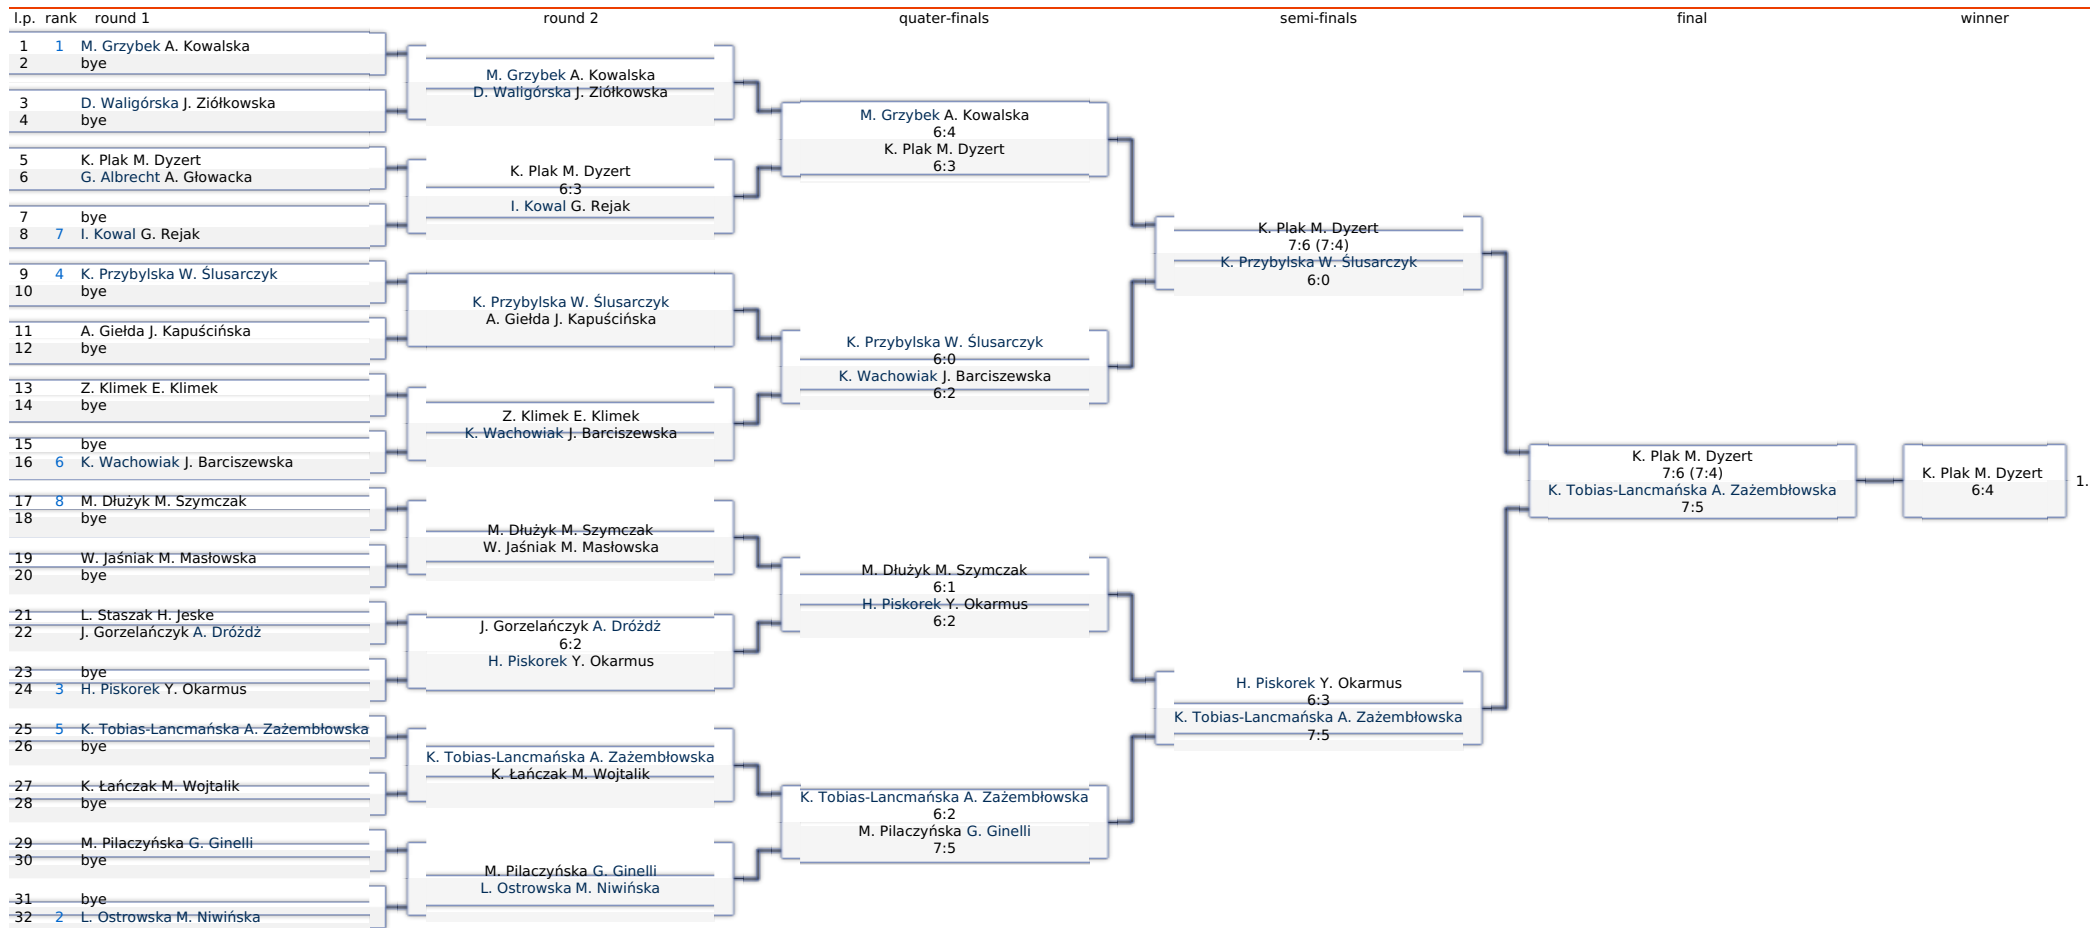 l.p. rank round 1 round 2 quater-finals semi-finals final winner
1 1 M. Grzybek A. Kowalska
2 bye
3 D. Waligórska J. Ziółkowska
4 bye
5 K. Plak M. Dyzert
6 G. Albrecht A. Głowacka
7 bye
8 7 I. Kowal G. Rejak
9 4 K. Przybylska W. Ślusarczyk
10 bye
11 A. Giełda J. Kapuścińska
12 bye
13 Z. Klimek E. Klimek
14 bye
15 bye
16 6 K. Wachowiak J. Barciszewska
17 8 M. Dłużyk M. Szymczak
18 bye
19 W. Jaśniak M. Masłowska
20 bye
21 L. Staszak H. Jeske
22 J. Gorzelańczyk A. Dróżdż
23 bye
24 3 H. Piskorek Y. Okarmus
25 5 K. Tobias-Lancmańska A. Zażembłowska
26 bye
27 K. Łańczak M. Wojtalik
28 bye
29 M. Pilaczyńska G. Ginelli
30 bye
31 bye
32 2 L. Ostrowska M. Niwińska
M. Grzybek A. Kowalska
D. Waligórska J. Ziółkowska
K. Plak M. Dyzert
6:3
I. Kowal G. Rejak
K. Przybylska W. Ślusarczyk
A. Giełda J. Kapuścińska
Z. Klimek E. Klimek
K. Wachowiak J. Barciszewska
M. Dłużyk M. Szymczak
W. Jaśniak M. Masłowska
J. Gorzelańczyk A. Dróżdż
6:2
H. Piskorek Y. Okarmus
K. Tobias-Lancmańska A. Zażembłowska
K. Łańczak M. Wojtalik
M. Pilaczyńska G. Ginelli
L. Ostrowska M. Niwińska
M. Grzybek A. Kowalska
6:4
K. Plak M. Dyzert
6:3
K. Przybylska W. Ślusarczyk
6:0
K. Wachowiak J. Barciszewska
6:2
M. Dłużyk M. Szymczak
6:1
H. Piskorek Y. Okarmus
6:2
K. Tobias-Lancmańska A. Zażembłowska
6:2
M. Pilaczyńska G. Ginelli
7:5
K. Plak M. Dyzert
7:6 (7:4)
K. Przybylska W. Ślusarczyk
6:0
H. Piskorek Y. Okarmus
6:3
K. Tobias-Lancmańska A. Zażembłowska
7:5
K. Plak M. Dyzert
7:6 (7:4)
K. Tobias-Lancmańska A. Zażembłowska
7:5
K. Plak M. Dyzert
6:4
1.